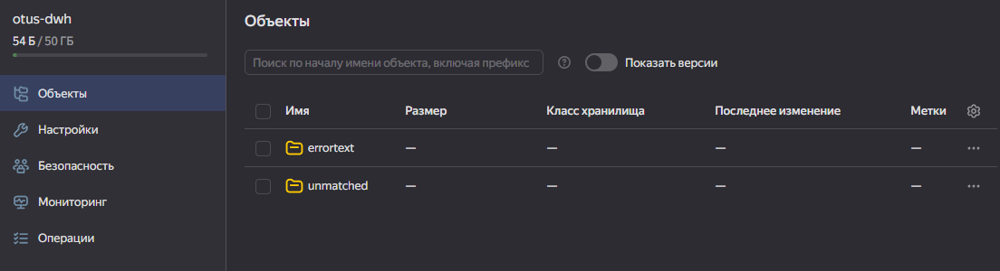 otus-dwh
54 Б / 50 ГБ
Объекты
Настройки
Безопасность
Мониторинг
Операции
Объекты
Поиск по началу имени объекта, включая префикс
Показать версии
Имя Размер Класс хранилища Последнее изменение Метки
errortext — — — —
unmatched — — — —